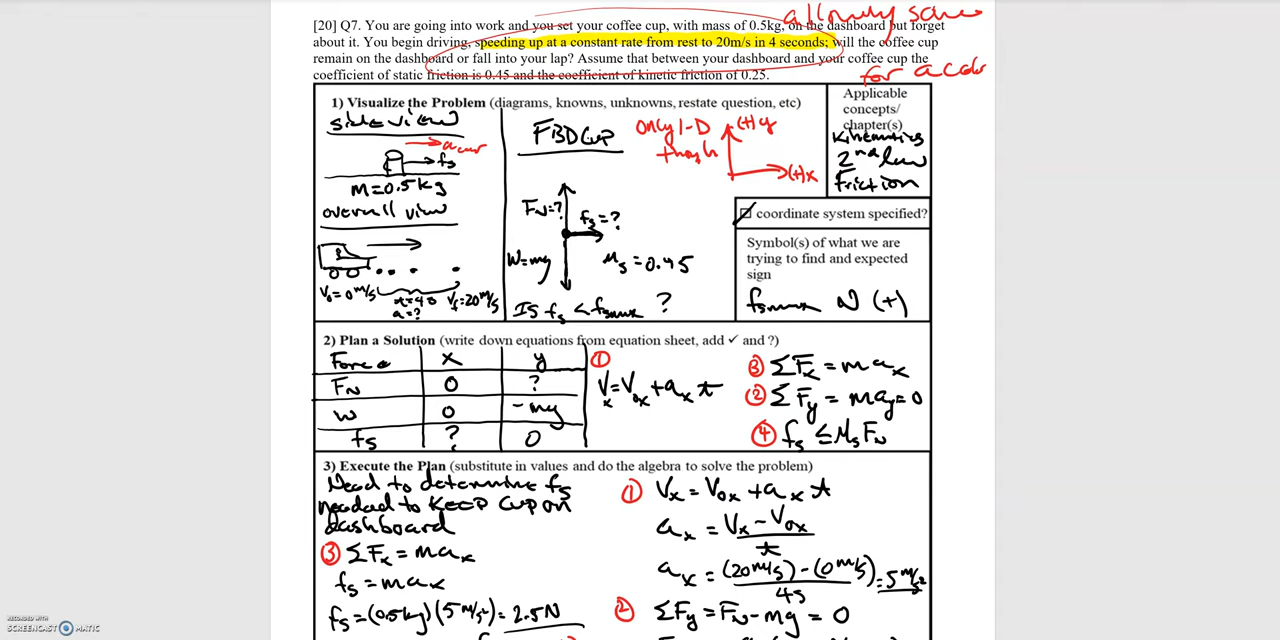 allowly solve
[20] Q7. You are going into work and you set your coffee cup, with mass of 0.5kg, on the dashboard but forget
about it. You begin driving, speeding up at a constant rate from rest to 20m/s in 4 seconds; will the coffee cup
remain on the dashboard or fall into your lap? Assume that between your dashboard and your coffee cup the
for
coefficient of static friction is 0.45 and the coefficient of kinetic friction of 0.25.
1) Visualize the Problem (diagrams, knowns, unknowns, restate question, etc)
side view
a car
fs
M=0.5kg
overall view
V₀=0 m/s
t=4s
a=?
Vf=20m/s
FBD Cup
only 1-D
though
(+)y
(+)x
FN=?
fs=?
W=mg
Ms=0.45
Is fs < fsmax ?
Applicable
concepts/
chapter(s)
Kinematics
2nd law
Friction
coordinate system specified?
Symbol(s) of what we are
trying to find and expected
sign
fsmax N (+)
2) Plan a Solution (write down equations from equation sheet, add ✓ and ?)
Force x y
FN 0 ?
W 0 -mg
fs ? 0
① Vx=V0x+axt
③ ΣFx=max
② ΣFy=may=0
④ fs≤MsFN
3) Execute the Plan (substitute in values and do the algebra to solve the problem)
Need to determine fs
needed to KEEP cup on
dashboard
③ ΣFx=max
fs=max
fs=(0.5kg)(5m/s²)=2.5N
① Vx=V0x+axt
ax=Vx-V0x/t
ax=(20m/s)-(0m/s)/4s=5m/s²
② ΣFy=FN-mg=0
RECORDED WITH
SCREENCAST MATIC